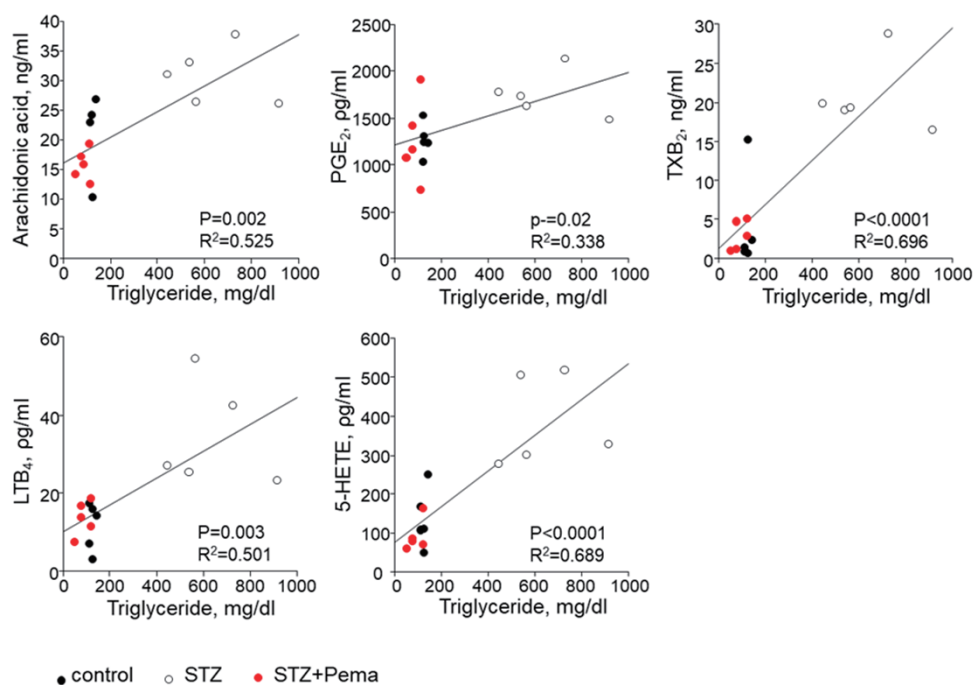 Arachidonic acid, ng/ml
40
35
30
25
20
15
10
5
0
P=0.002
R²=0.525
0 200 400 600 800 1000
Triglyceride, mg/dl
PGE₂, ρg/ml
2500
2000
1500
1000
500
0
p-=0.02
R²=0.338
0 200 400 600 800 1000
Triglyceride, mg/dl
TXB₂, ng/ml
30
25
20
15
10
5
0
P<0.0001
R²=0.696
0 200 400 600 800 1000
Triglyceride, mg/dl
LTB₄, ρg/ml
60
40
20
0
P=0.003
R²=0.501
0 200 400 600 800 1000
Triglyceride, mg/dl
5-HETE, ρg/ml
600
500
400
300
200
100
0
P<0.0001
R²=0.689
0 200 400 600 800 1000
Triglyceride, mg/dl
control STZ STZ+Pema